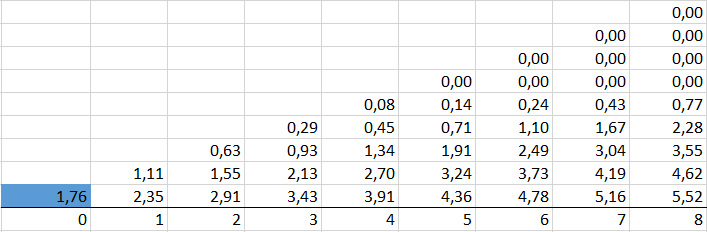 0,00
0,00 0,00
0,00 0,00 0,00
0,00 0,00 0,00 0,00
0,08 0,14 0,24 0,43 0,77
0,29 0,45 0,71 1,10 1,67 2,28
0,63 0,93 1,34 1,91 2,49 3,04 3,55
1,11 1,55 2,13 2,70 3,24 3,73 4,19 4,62
1,76 2,35 2,91 3,43 3,91 4,36 4,78 5,16 5,52
0 1 2 3 4 5 6 7 8